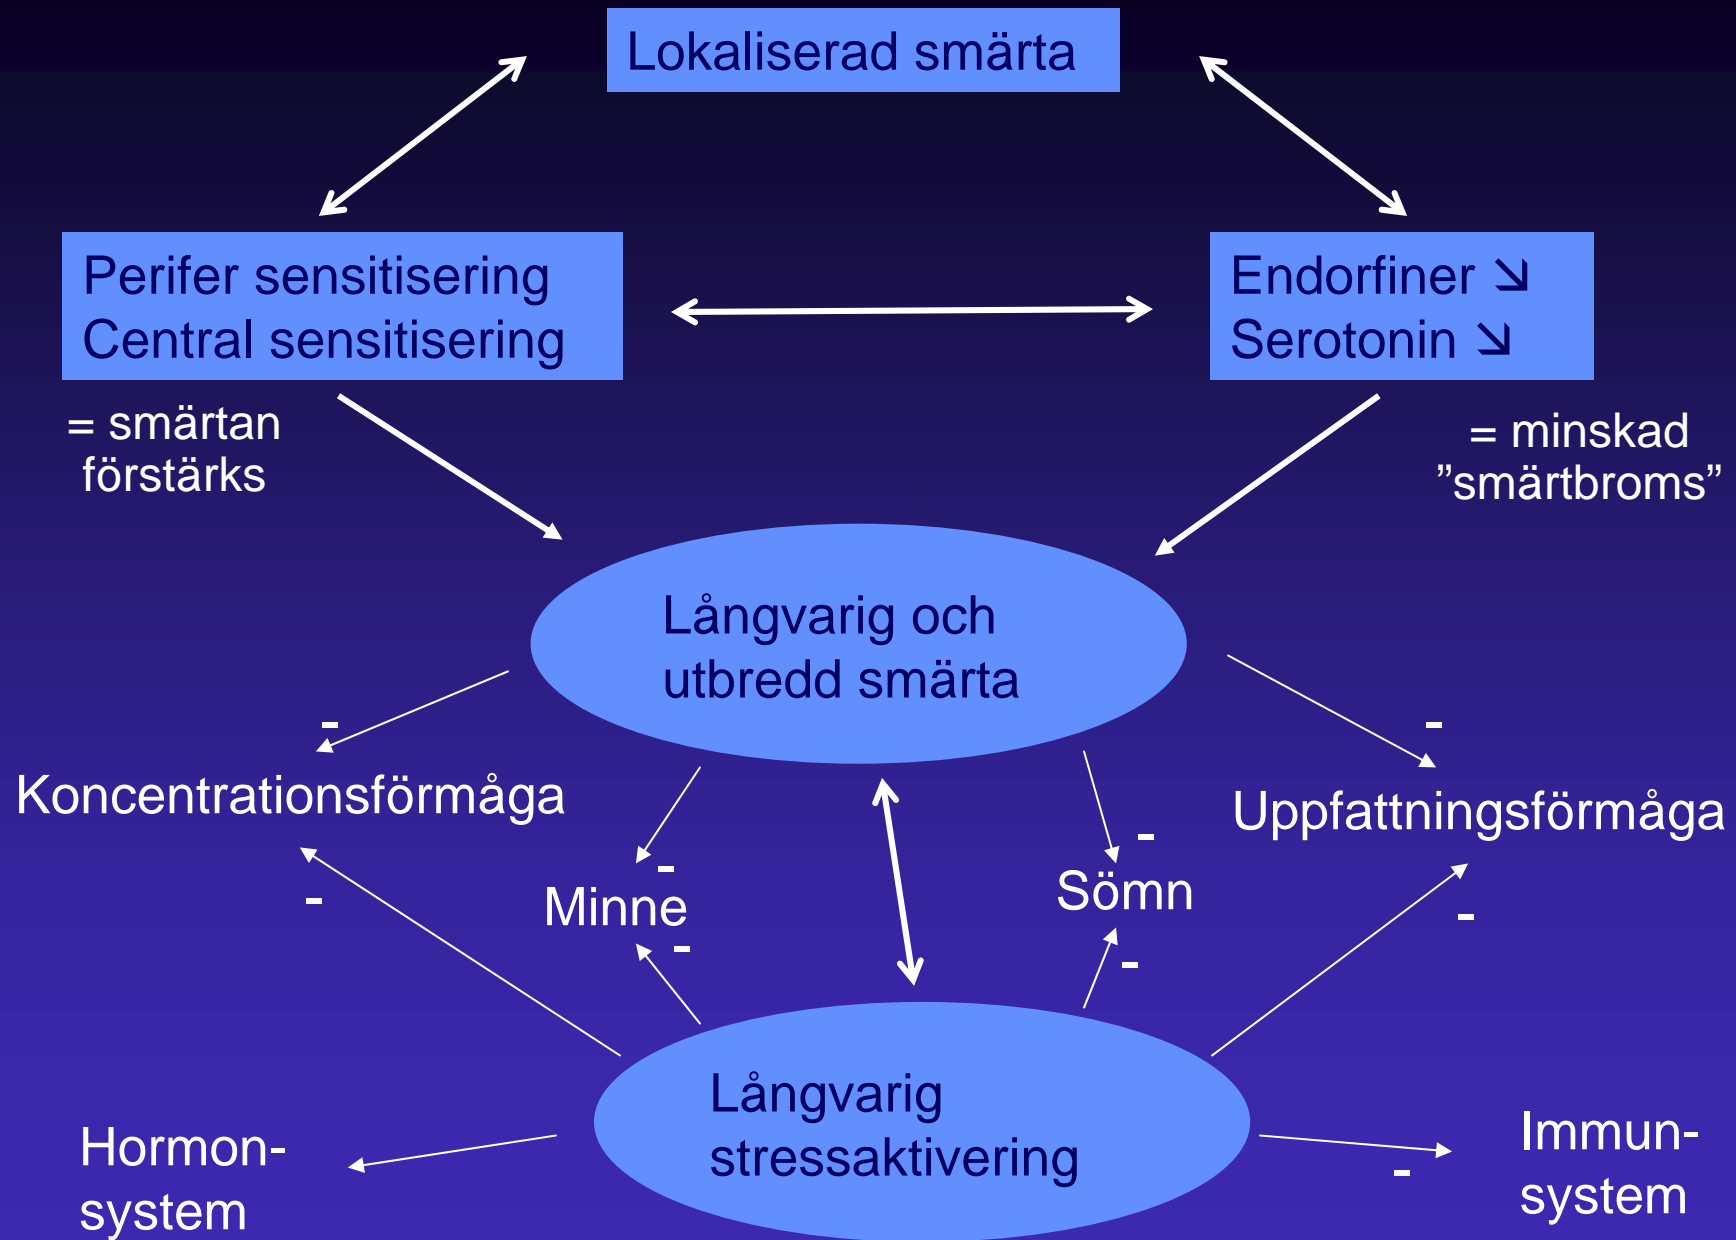 Lokaliserad smärta
Perifer sensitisering
Central sensitisering
Endorfiner ↘
Serotonin ↘
= smärtan
förstärks
= minskad
”smärtbroms”
Långvarig och
utbredd smärta
-
-
Koncentrationsförmåga
Uppfattningsförmåga
-
-
Minne
Sömn
-
-
-
-
Långvarig
stressaktivering
Hormon-
system
-
Immun-
system